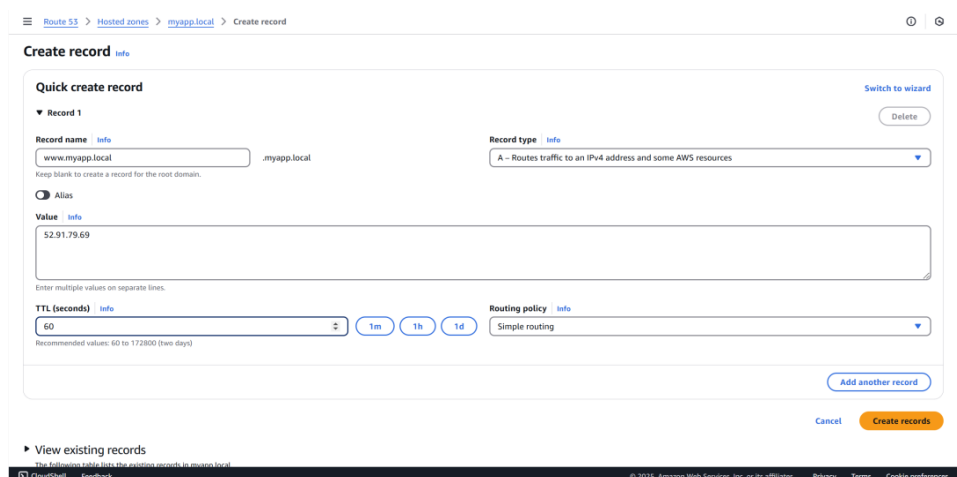 Route 53 > Hosted zones > myapp.local > Create record
Create record Info
Quick create record
Switch to wizard
▼ Record 1
Delete
Record name Info
www.myapp.local .myapp.local
Keep blank to create a record for the root domain.
Record type Info
A – Routes traffic to an IPv4 address and some AWS resources
Alias
Value Info
52.91.79.69
Enter multiple values on separate lines.
TTL (seconds) Info
60 1m 1h 1d
Recommended values: 60 to 172800 (two days)
Routing policy Info
Simple routing
Add another record
Cancel Create records
▶ View existing records
The following table lists the existing records in myapp.local
CloudShell Feedback © 2025, Amazon Web Services, Inc. or its affiliates. Privacy Terms Cookie preferences